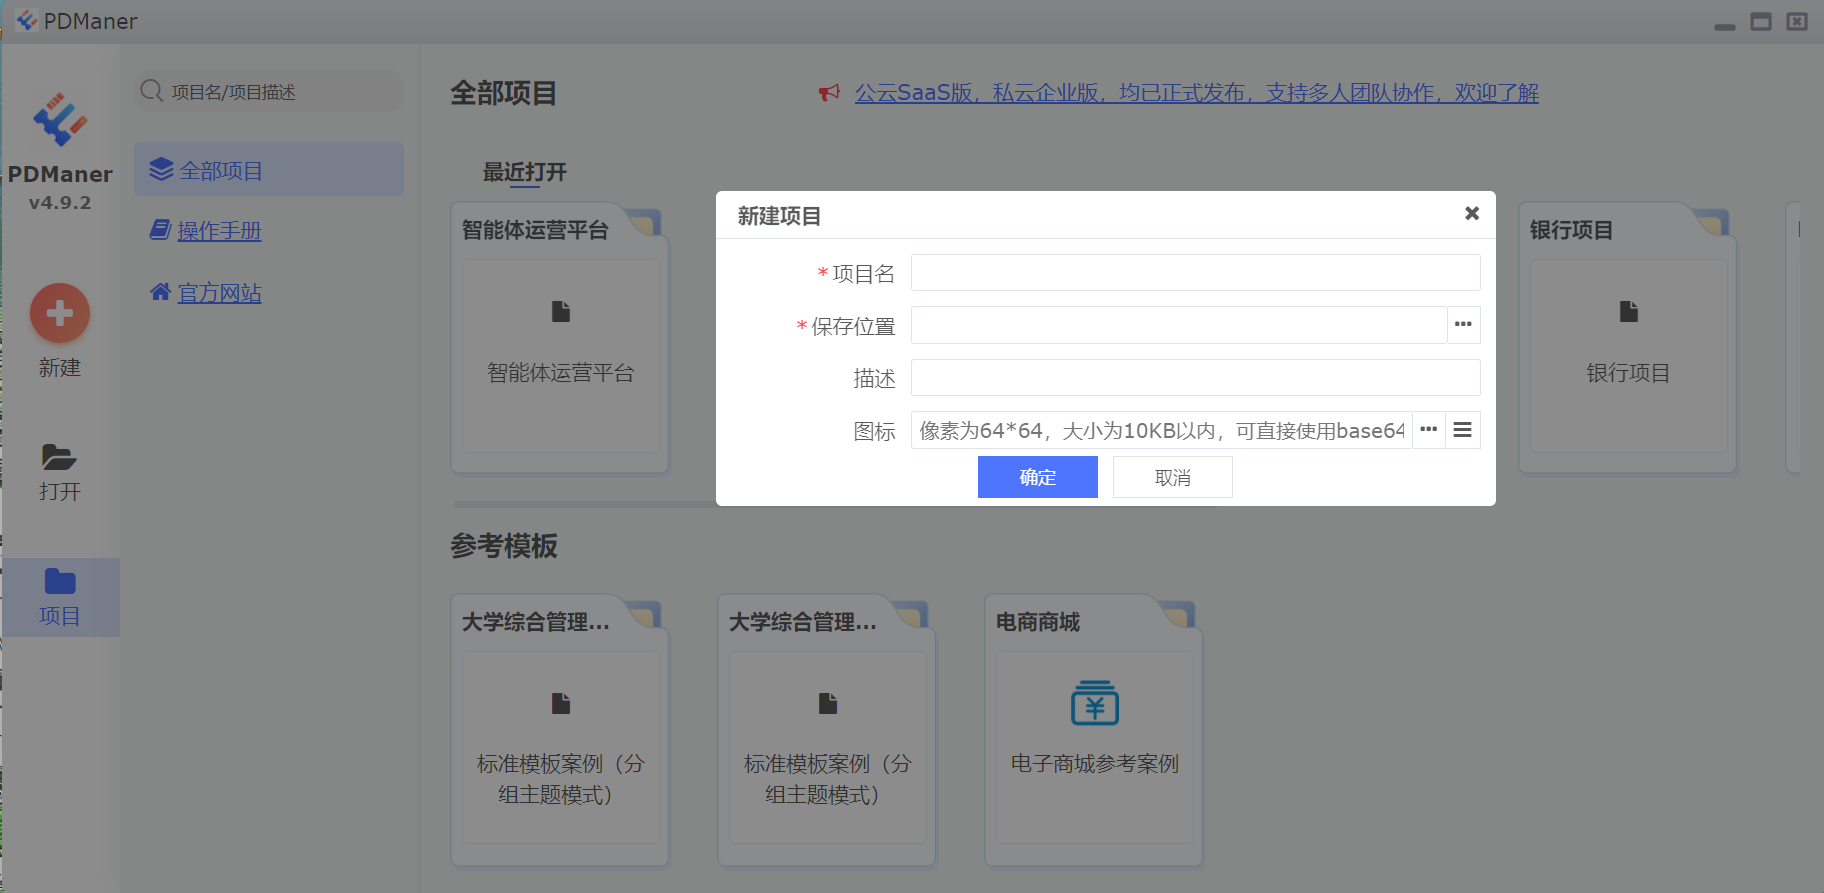 PDManer
PDManer
v4.9.2
新建
打开
项目
项目名/项目描述
全部项目
操作手册
官方网站
全部项目
公云SaaS版，私云企业版，均已正式发布，支持多人团队协作，欢迎了解
最近打开
智能体运营平台
智能体运营平台
银行项目
银行项目
新建项目
*项目名
*保存位置
描述
图标
像素为64*64，大小为10KB以内，可直接使用base64
确定
取消
参考模板
大学综合管理...
标准模板案例（分
组主题模式）
大学综合管理...
标准模板案例（分
组主题模式）
电商商城
电子商城参考案例